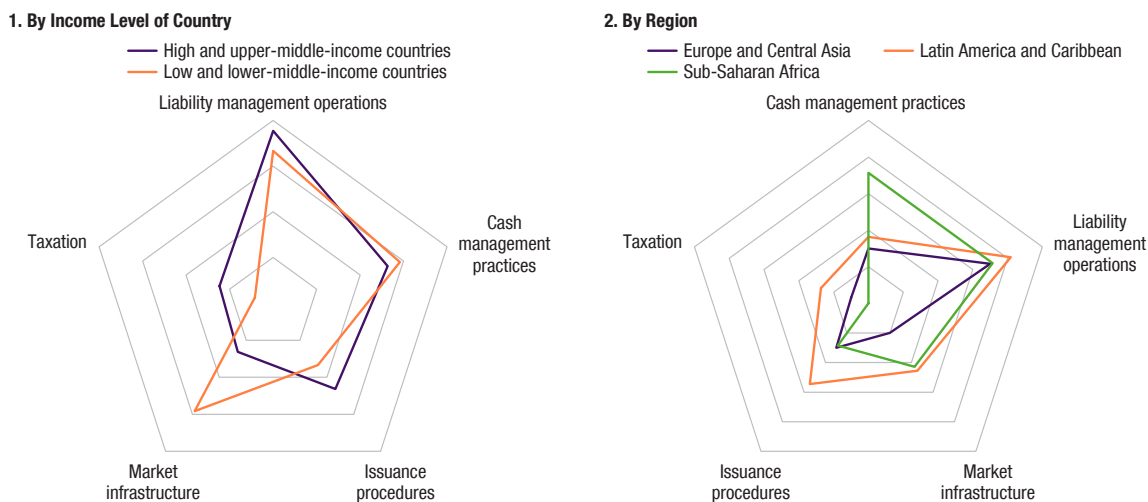 1. By Income Level of Country
High and upper-middle-income countries
Low and lower-middle-income countries
Liability management operations
Cash
management
practices
Taxation
Market
infrastructure
Issuance
procedures
2. By Region
Europe and Central Asia
Latin America and Caribbean
Sub-Saharan Africa
Cash management practices
Liability
management
operations
Taxation
Issuance
procedures
Market
infrastructure